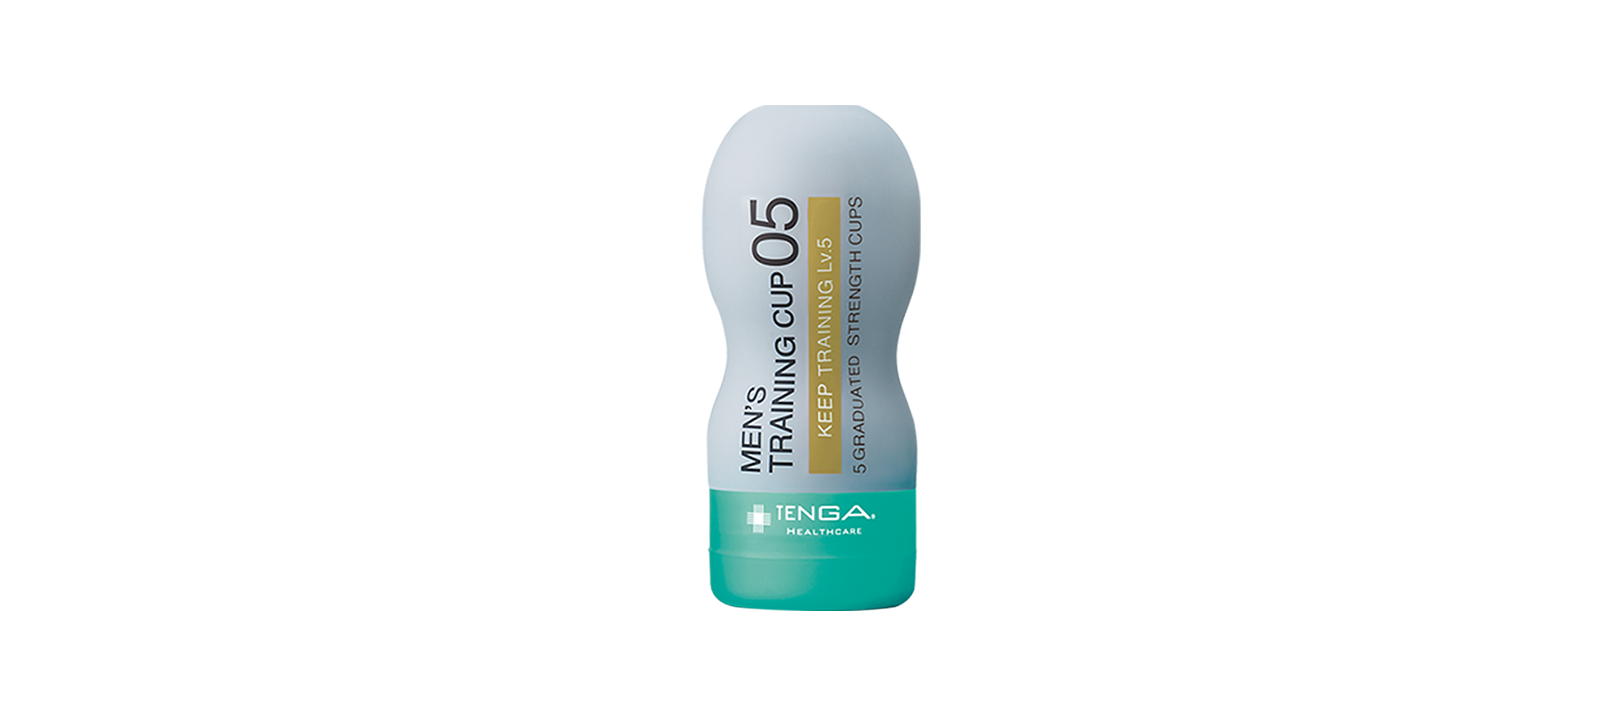 MEN'S
TRAINING CUP 05
KEEP TRAINING Lv.5
5 GRADUATED STRENGTH CUPS
TENGA®
HEALTHCARE